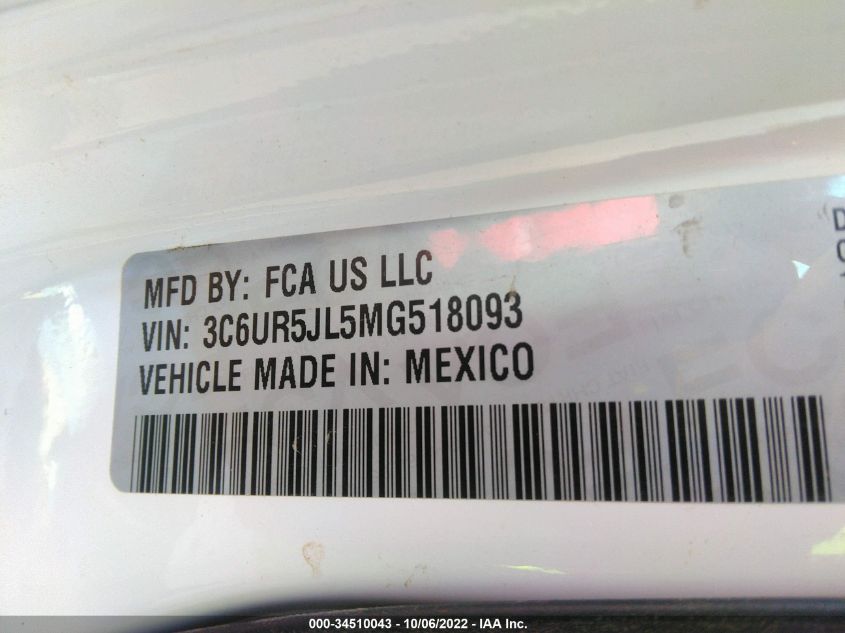 MFD BY: FCA US LLC
VIN: 3C6UR5JL5MG518093
VEHICLE MADE IN: MEXICO
000-34510043 - 10/06/2022 - IAA Inc.